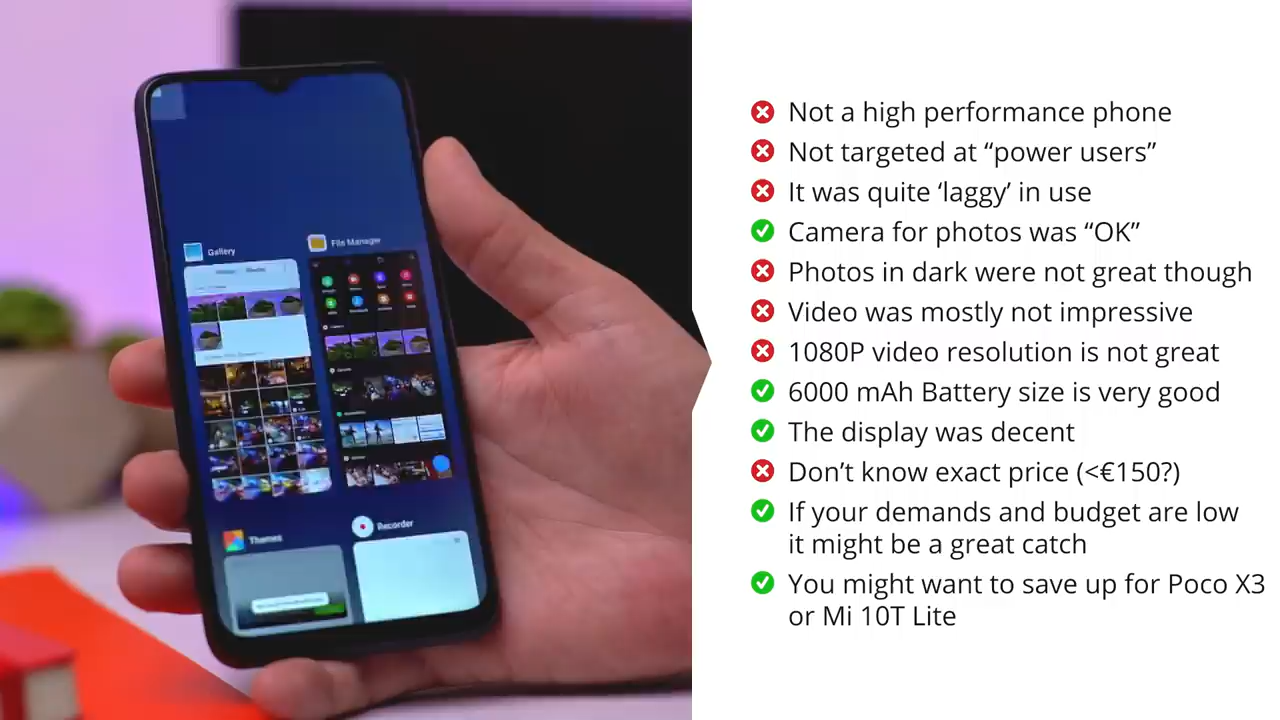 Gallery
File Manager
Themes
Recorder
Not a high performance phone
Not targeted at “power users”
It was quite ‘laggy’ in use
Camera for photos was “OK”
Photos in dark were not great though
Video was mostly not impressive
1080P video resolution is not great
6000 mAh Battery size is very good
The display was decent
Don’t know exact price (<€150?)
If your demands and budget are low
it might be a great catch
You might want to save up for Poco X3
or Mi 10T Lite